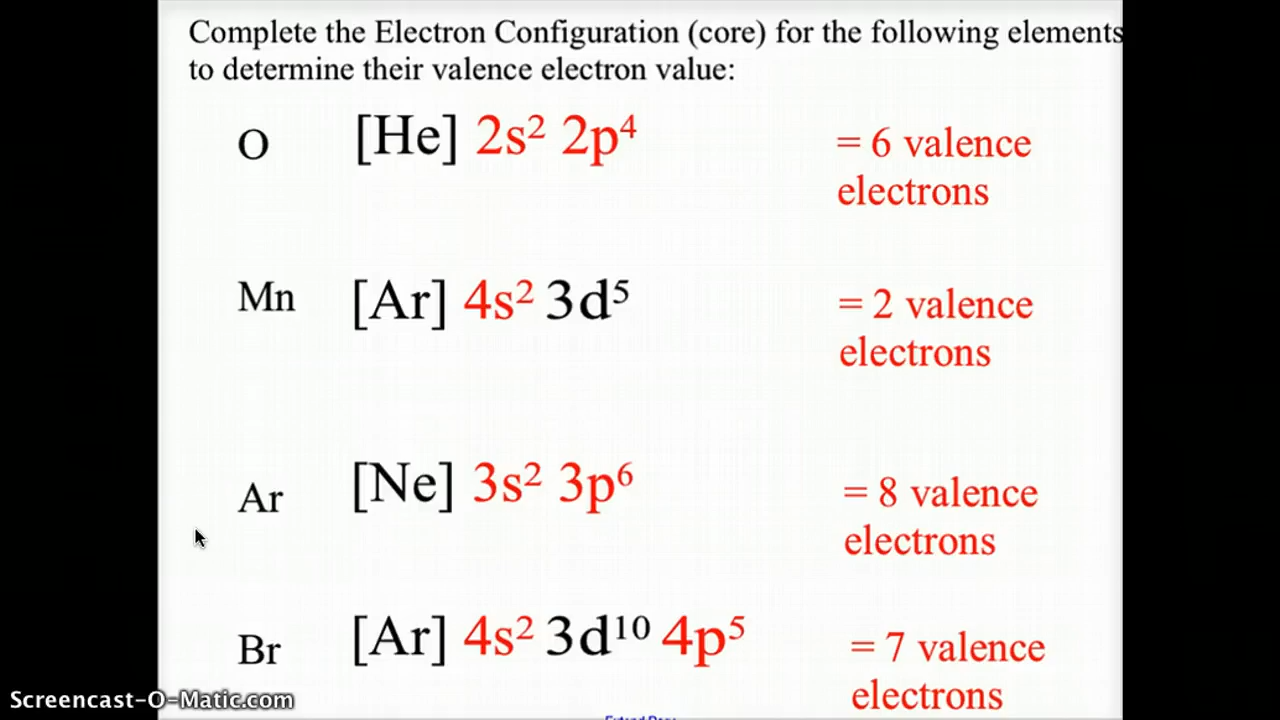 Complete the Electron Configuration (core) for the following elements
to determine their valence electron value:
O [He] 2s² 2p⁴ = 6 valence
electrons
Mn [Ar] 4s² 3d⁵ = 2 valence
electrons
Ar [Ne] 3s² 3p⁶ = 8 valence
electrons
Br [Ar] 4s² 3d¹⁰ 4p⁵ = 7 valence
electrons
Screencast-O-Matic.com